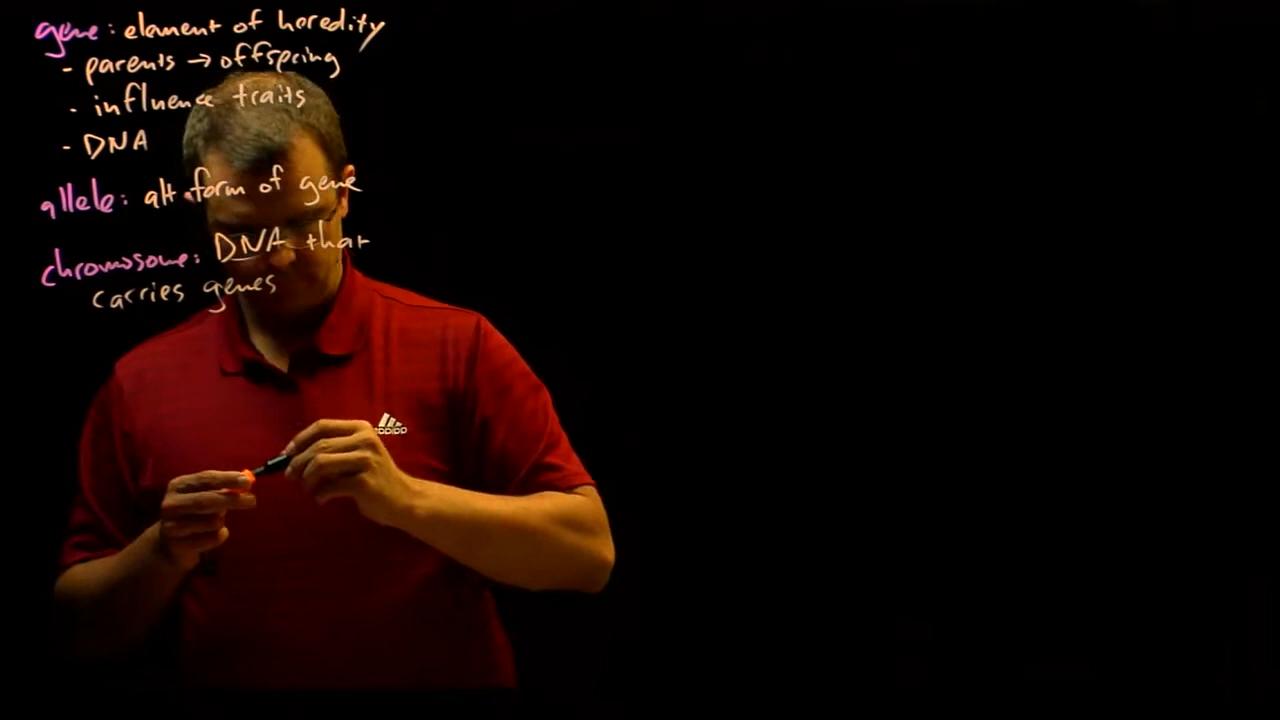 gene: element of heredity
- parents → offspring
- influence traits
- DNA
allele: alt. form of gene
chromosome: DNA that
carries genes
adidas